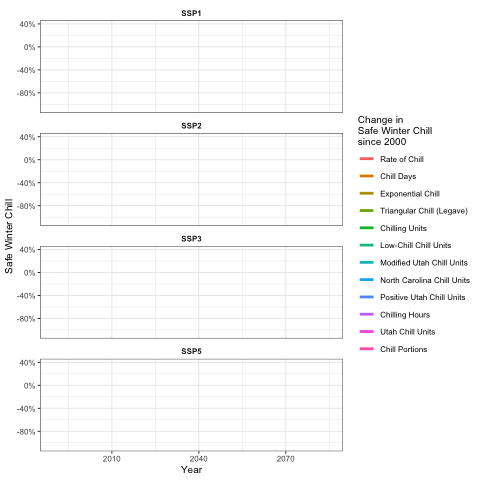 SSP1
40%
0%
-40%
-80%
SSP2
40%
0%
-40%
-80%
SSP3
40%
0%
-40%
-80%
SSP5
40%
0%
-40%
-80%
2010 2040 2070
Year
Safe Winter Chill
Change in
Safe Winter Chill
since 2000
Rate of Chill
Chill Days
Exponential Chill
Triangular Chill (Legave)
Chilling Units
Low-Chill Chill Units
Modified Utah Chill Units
North Carolina Chill Units
Positive Utah Chill Units
Chilling Hours
Utah Chill Units
Chill Portions